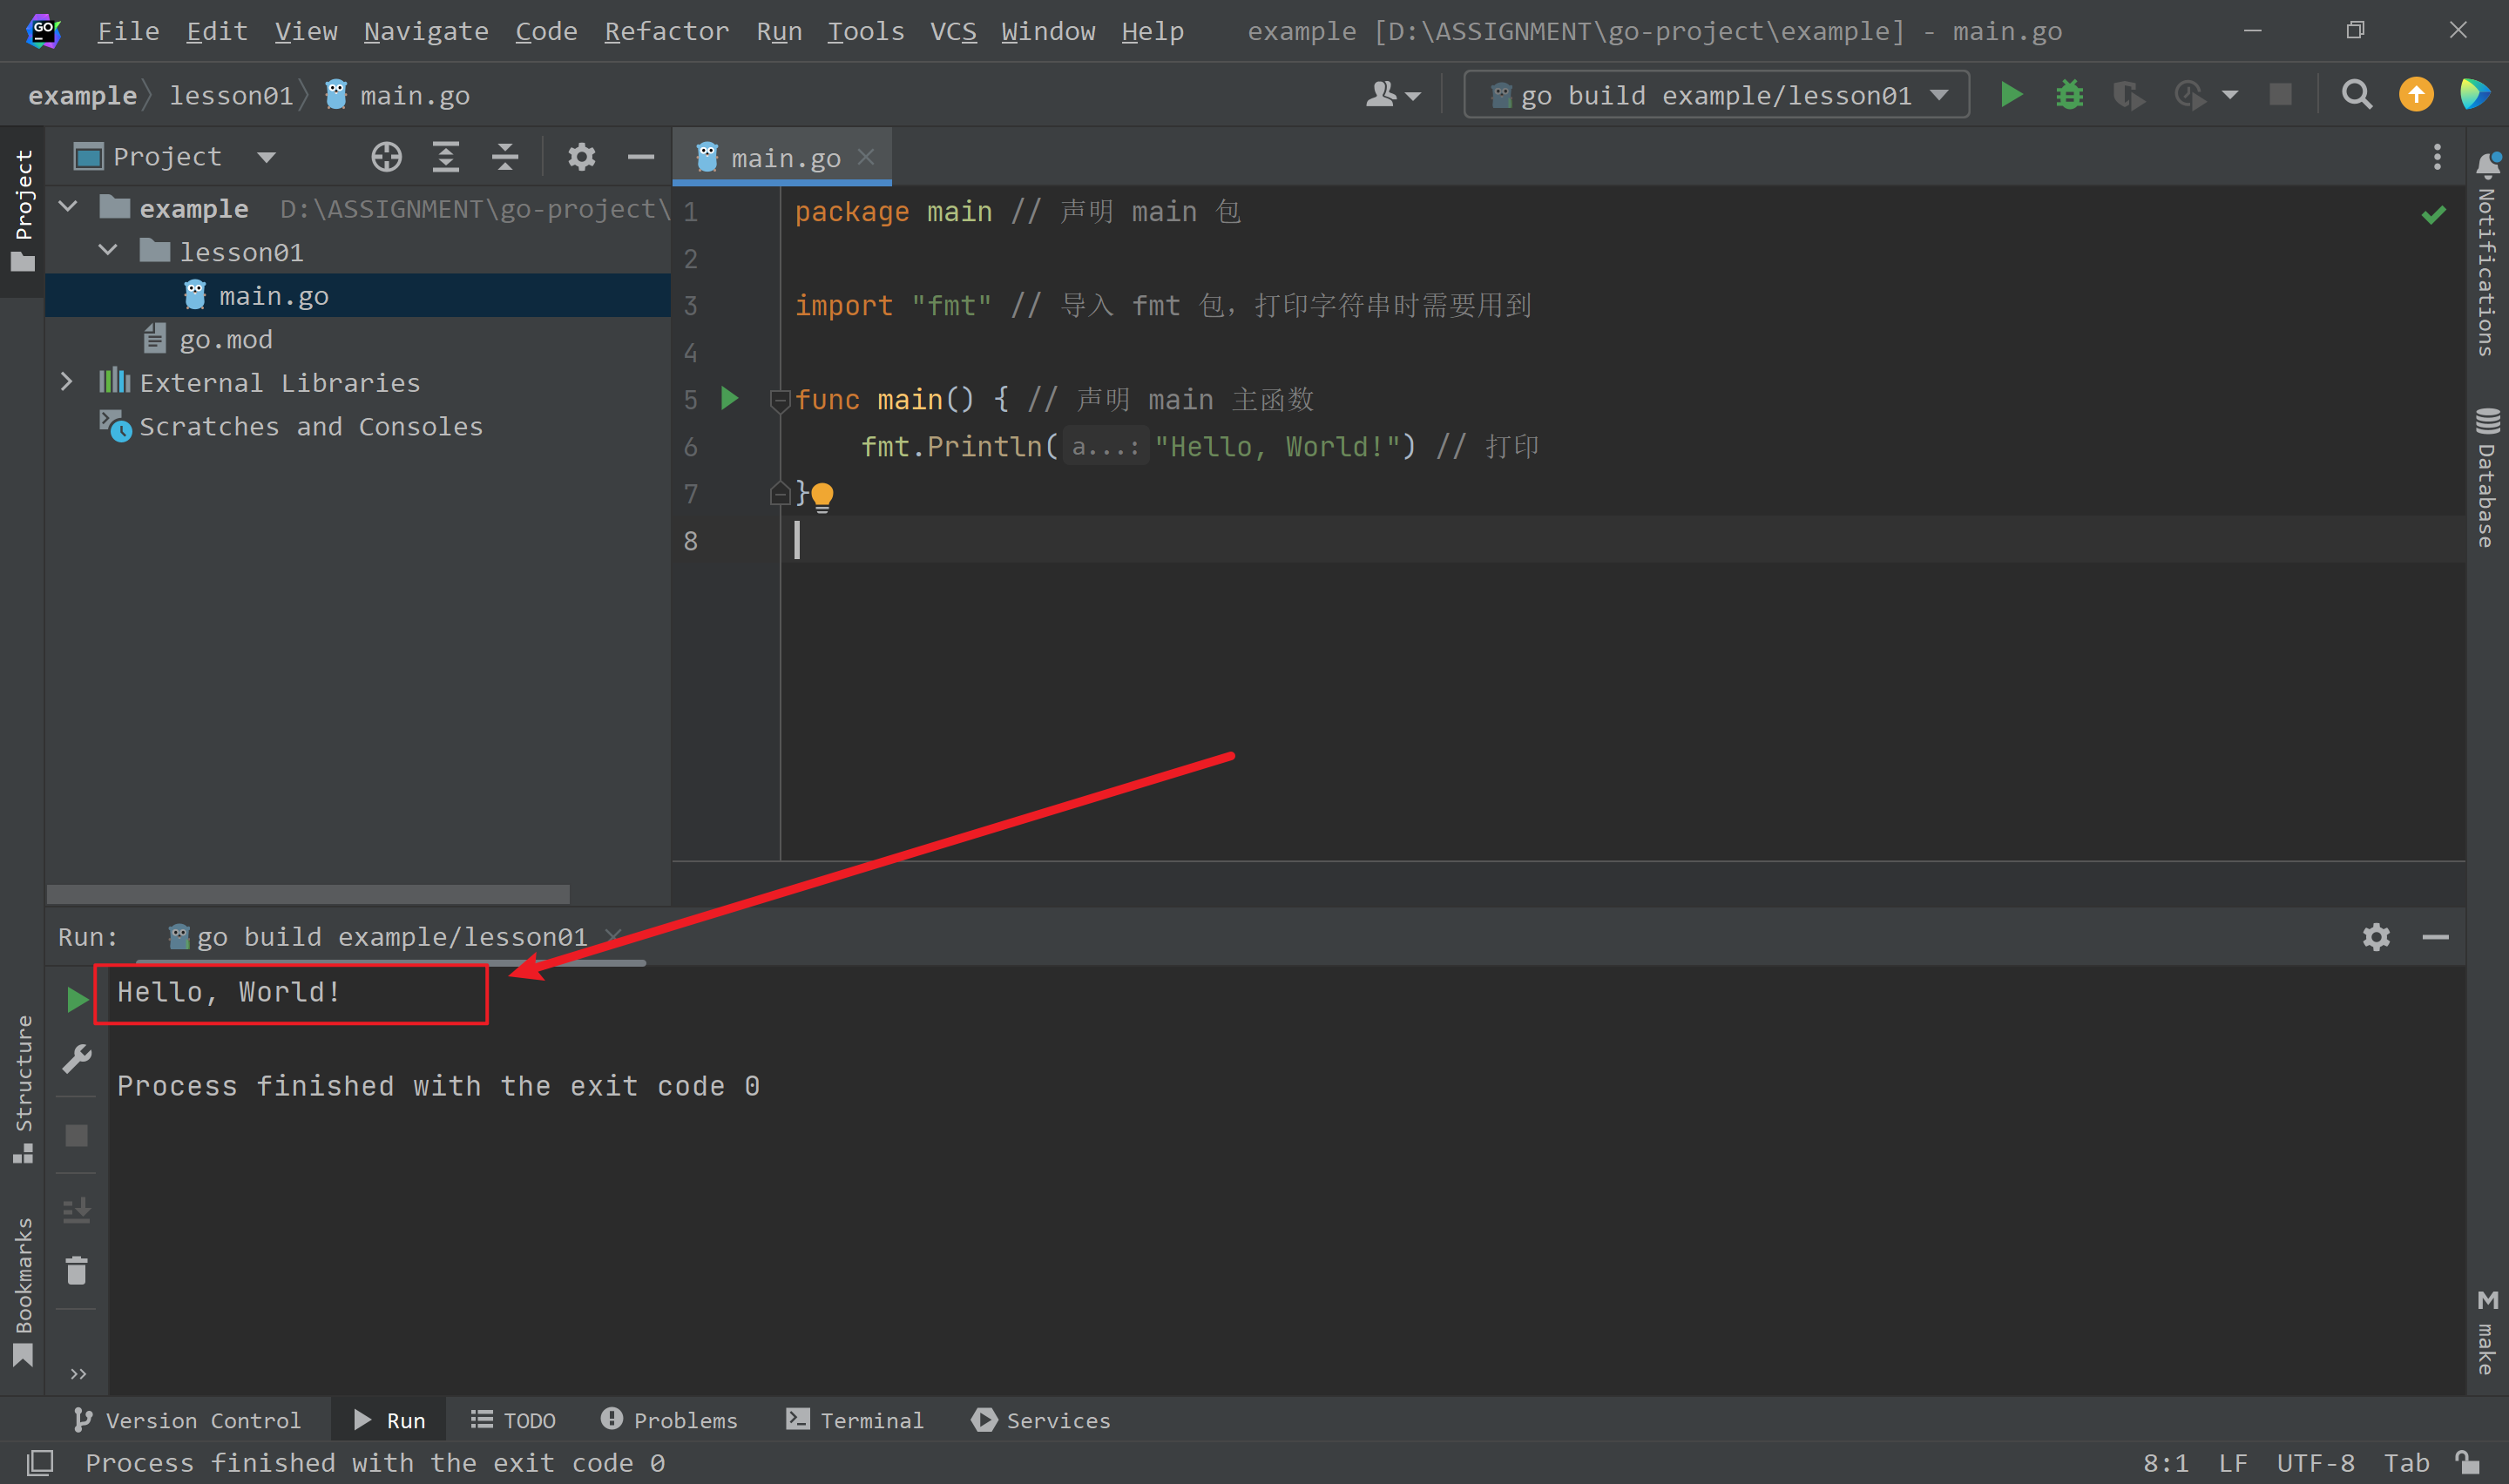 GO File Edit View Navigate Code Refactor Run Tools VCS Window Help example [D:\ASSIGNMENT\go-project\example] - main.go
example lesson01 main.go go build example/lesson01
Project
Project
example D:\ASSIGNMENT\go-project\
lesson01
main.go
go.mod
External Libraries
Scratches and Consoles
main.go
1 package main // 声明 main 包
2
3 import "fmt" // 导入 fmt 包，打印字符串时需要用到
4
5 func main() { // 声明 main 主函数
6 fmt.Println( a...: "Hello, World!") // 打印
7 }
8
Notifications
Database
Run: go build example/lesson01
Hello, World!
Process finished with the exit code 0
Structure
Bookmarks
M make
Version Control Run TODO Problems Terminal Services
Process finished with the exit code 0 8:1 LF UTF-8 Tab